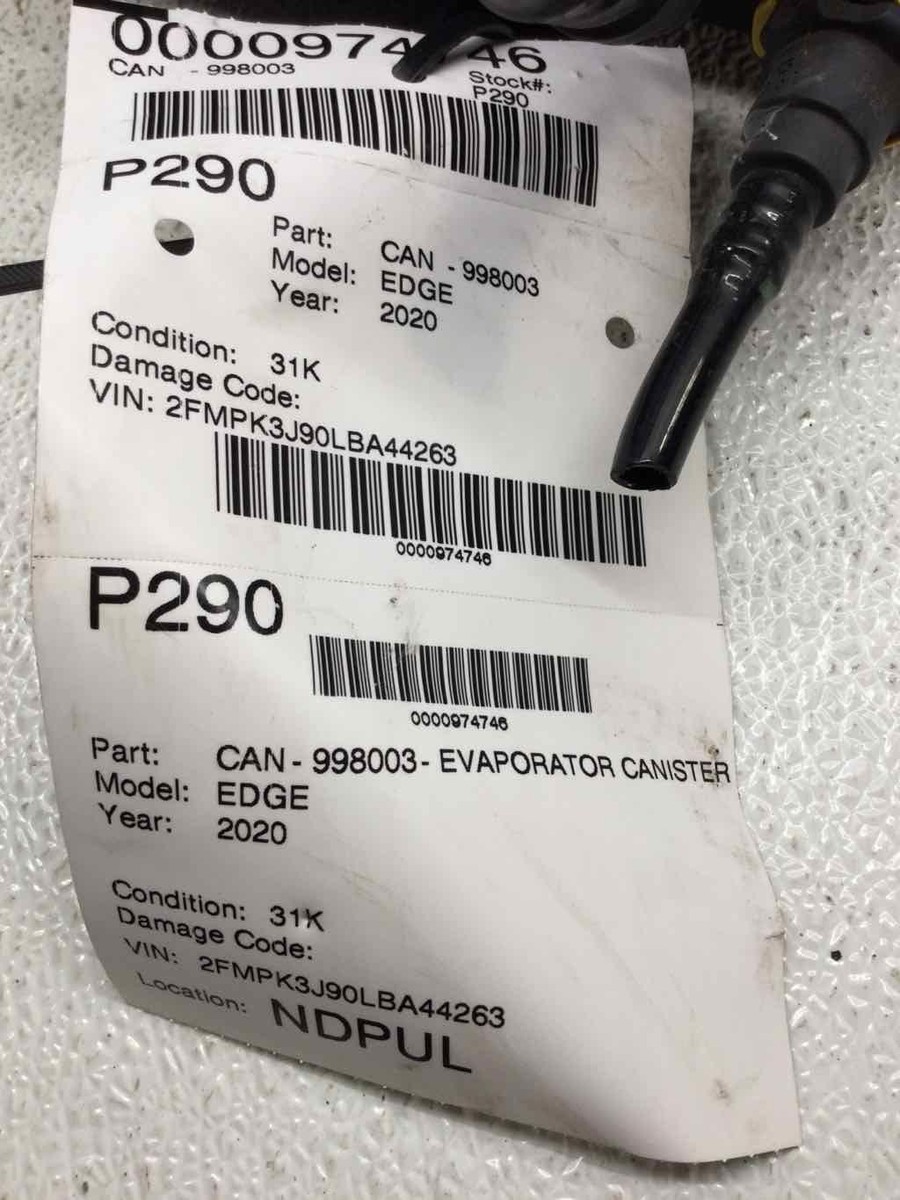 0000974746
CAN - 998003
Stock#:
P290
P290
Part: CAN - 998003
Model: EDGE
Year: 2020
Condition: 31K
Damage Code:
VIN: 2FMPK3J90LBA44263
0000974746
P290
0000974746
Part: CAN - 998003 - EVAPORATOR CANISTER
Model: EDGE
Year: 2020
Condition: 31K
Damage Code:
VIN: 2FMPK3J90LBA44263
Location: NDPUL